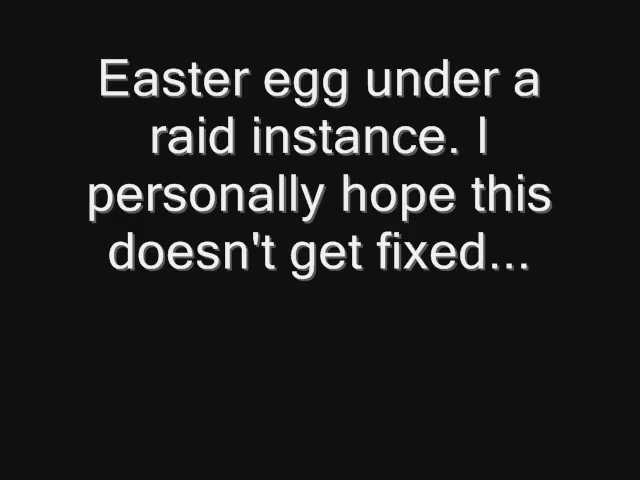 Easter egg under a
raid instance. I
personally hope this
doesn't get fixed...